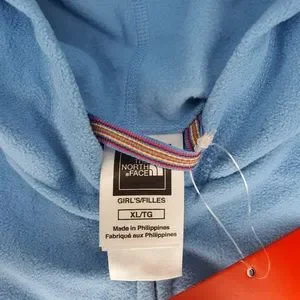 THE
NORTH
FACE
GIRL'S/FILLES
XL/TG
Made in Philippines
Fabriqué aux Philippines